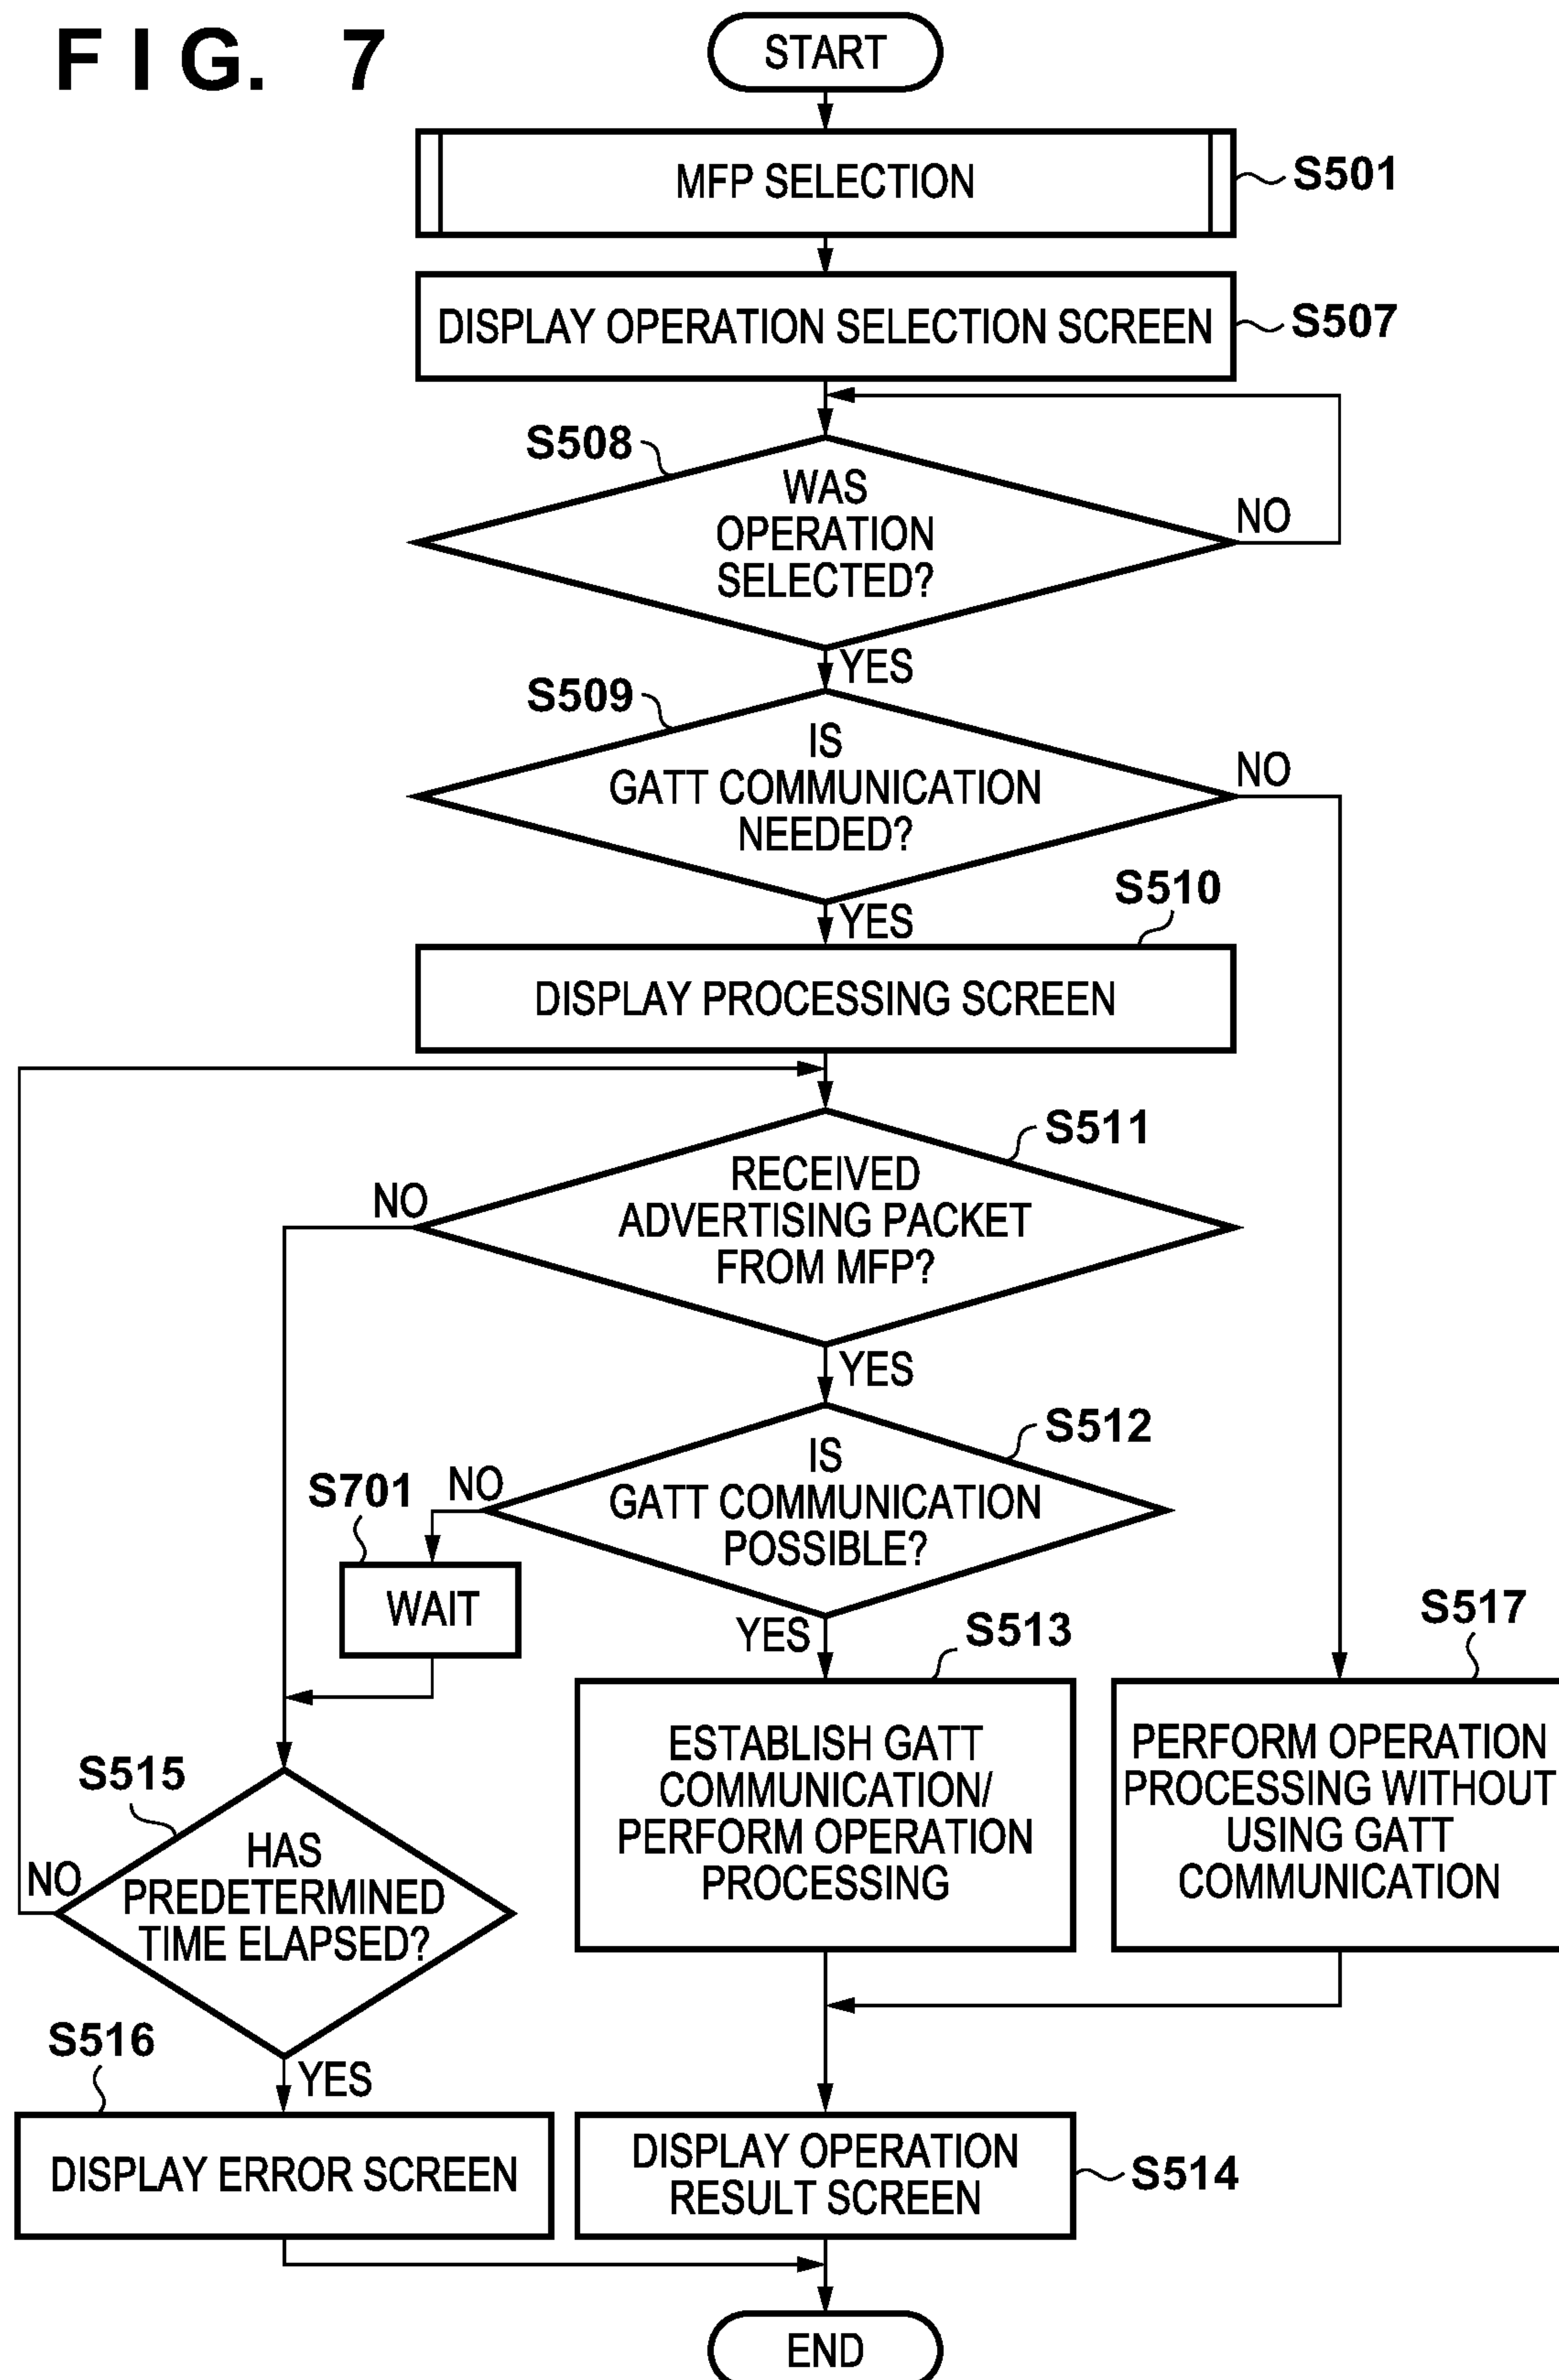 FIG. 7
START
MFP SELECTION
S501
DISPLAY OPERATION SELECTION SCREEN
S507
S508
WAS
OPERATION
SELECTED?
NO
YES
S509
IS
GATT COMMUNICATION
NEEDED?
NO
YES
S510
DISPLAY PROCESSING SCREEN
S511
RECEIVED
ADVERTISING PACKET
FROM MFP?
NO
YES
S512
IS
GATT COMMUNICATION
POSSIBLE?
NO
S701
WAIT
YES
S513
ESTABLISH GATT
COMMUNICATION/
PERFORM OPERATION
PROCESSING
S517
PERFORM OPERATION
PROCESSING WITHOUT
USING GATT
COMMUNICATION
S515
HAS
PREDETERMINED
TIME ELAPSED?
NO
YES
S516
DISPLAY ERROR SCREEN
DISPLAY OPERATION
RESULT SCREEN
S514
END